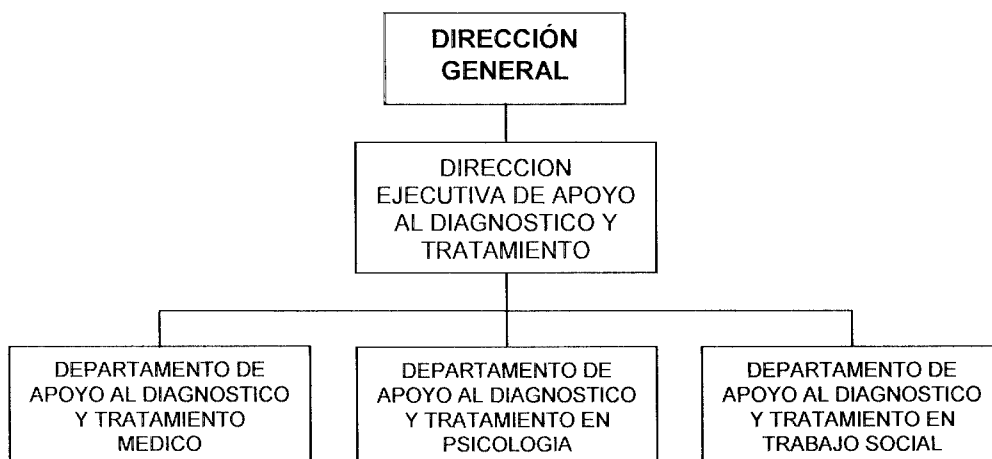 DIRECCIÓN
GENERAL
DIRECCION
EJECUTIVA DE APOYO
AL DIAGNOSTICO Y
TRATAMIENTO
DEPARTAMENTO DE
APOYO AL DIAGNOSTICO
Y TRATAMIENTO
MEDICO
DEPARTAMENTO DE
APOYO AL DIAGNOSTICO
Y TRATAMIENTO EN
PSICOLOGIA
DEPARTAMENTO DE
APOYO AL DIAGNOSTICO
Y TRATAMIENTO EN
TRABAJO SOCIAL